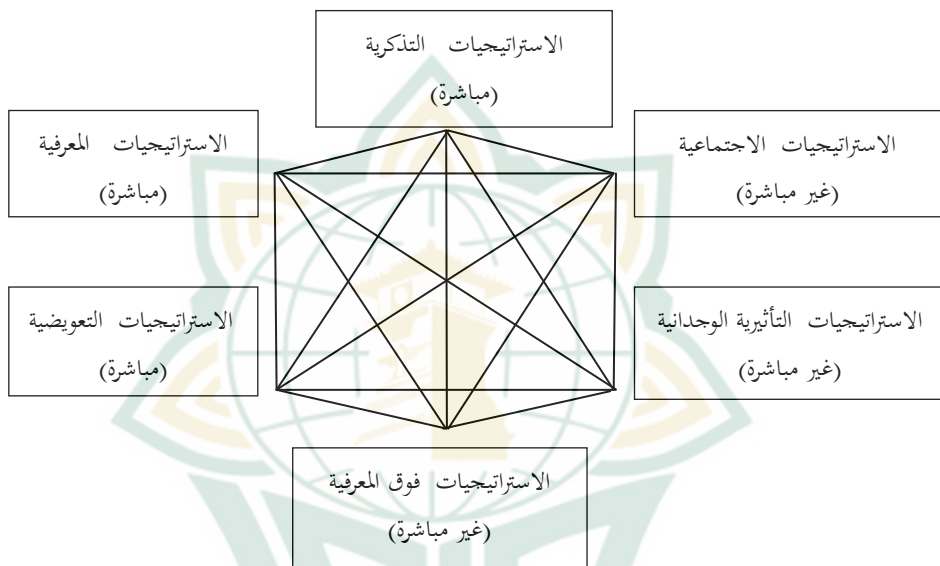 الاستراتيجيات التذكرية
(مباشرة)
الاستراتيجيات الاجتماعية
(غير مباشرة)
الاستراتيجيات المعرفية
(مباشرة)
الاستراتيجيات التأثيرية الوجدانية
(غير مباشرة)
الاستراتيجيات التعويضية
(مباشرة)
الاستراتيجيات فوق المعرفية
(غير مباشرة)